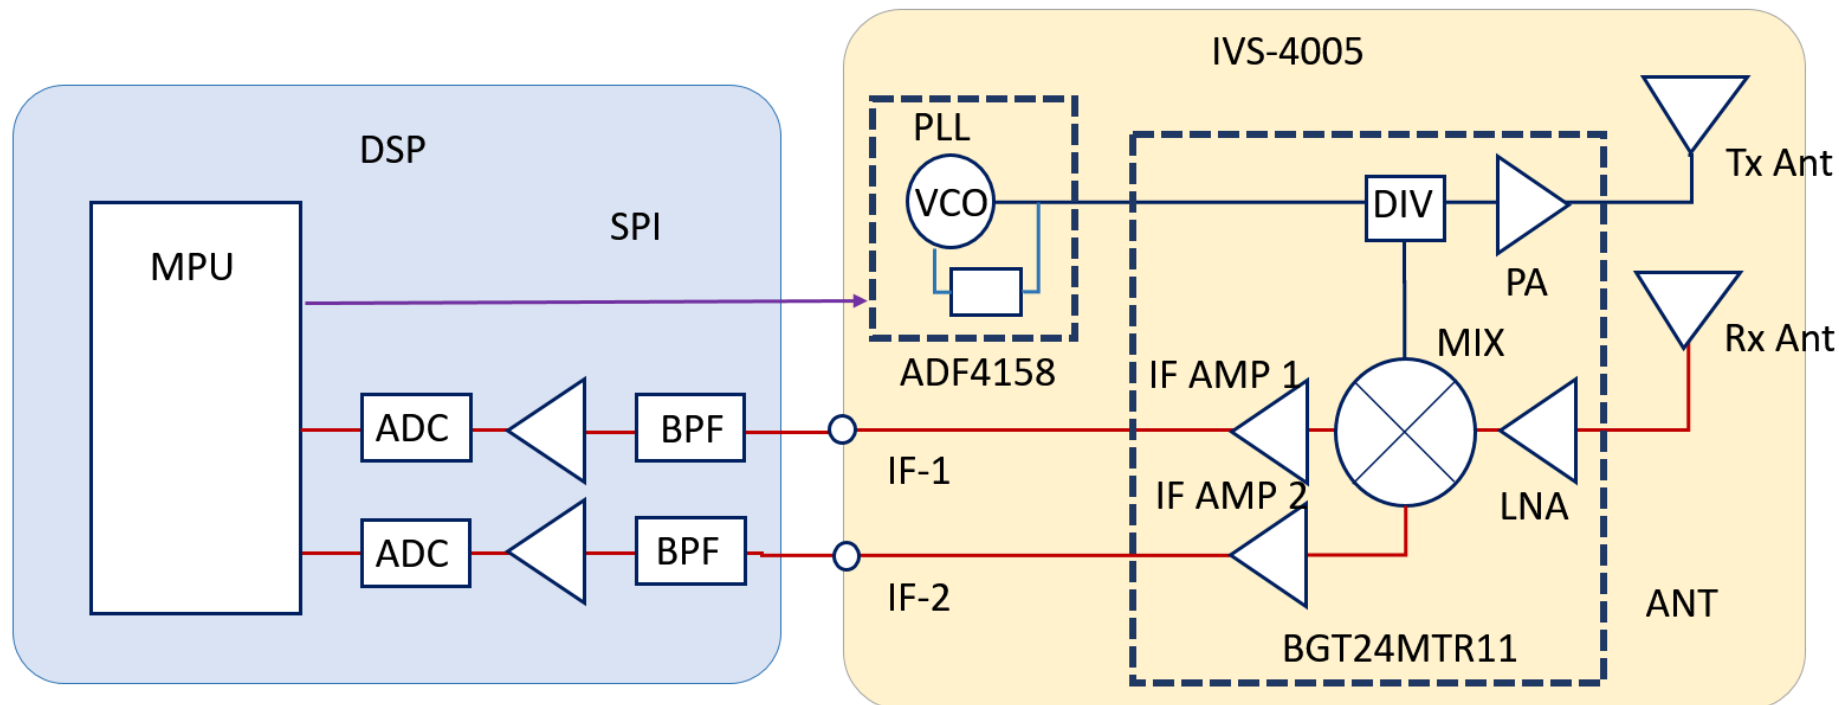 IVS-4005
DSP
PLL
VCO
DIV
Tx Ant
SPI
MPU
PA
MIX
Rx Ant
ADF4158
IF AMP 1
ADC
BPF
IF-1
IF AMP 2
LNA
ADC
BPF
IF-2
ANT
BGT24MTR11